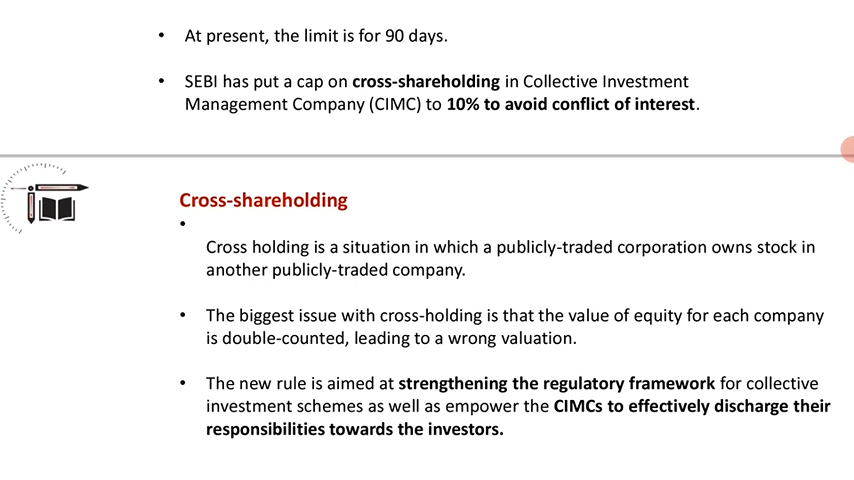 • At present, the limit is for 90 days.
• SEBI has put a cap on cross-shareholding in Collective Investment
Management Company (CIMC) to 10% to avoid conflict of interest.
Cross-shareholding
•
Cross holding is a situation in which a publicly-traded corporation owns stock in
another publicly-traded company.
• The biggest issue with cross-holding is that the value of equity for each company
is double-counted, leading to a wrong valuation.
• The new rule is aimed at strengthening the regulatory framework for collective
investment schemes as well as empower the CIMCs to effectively discharge their
responsibilities towards the investors.